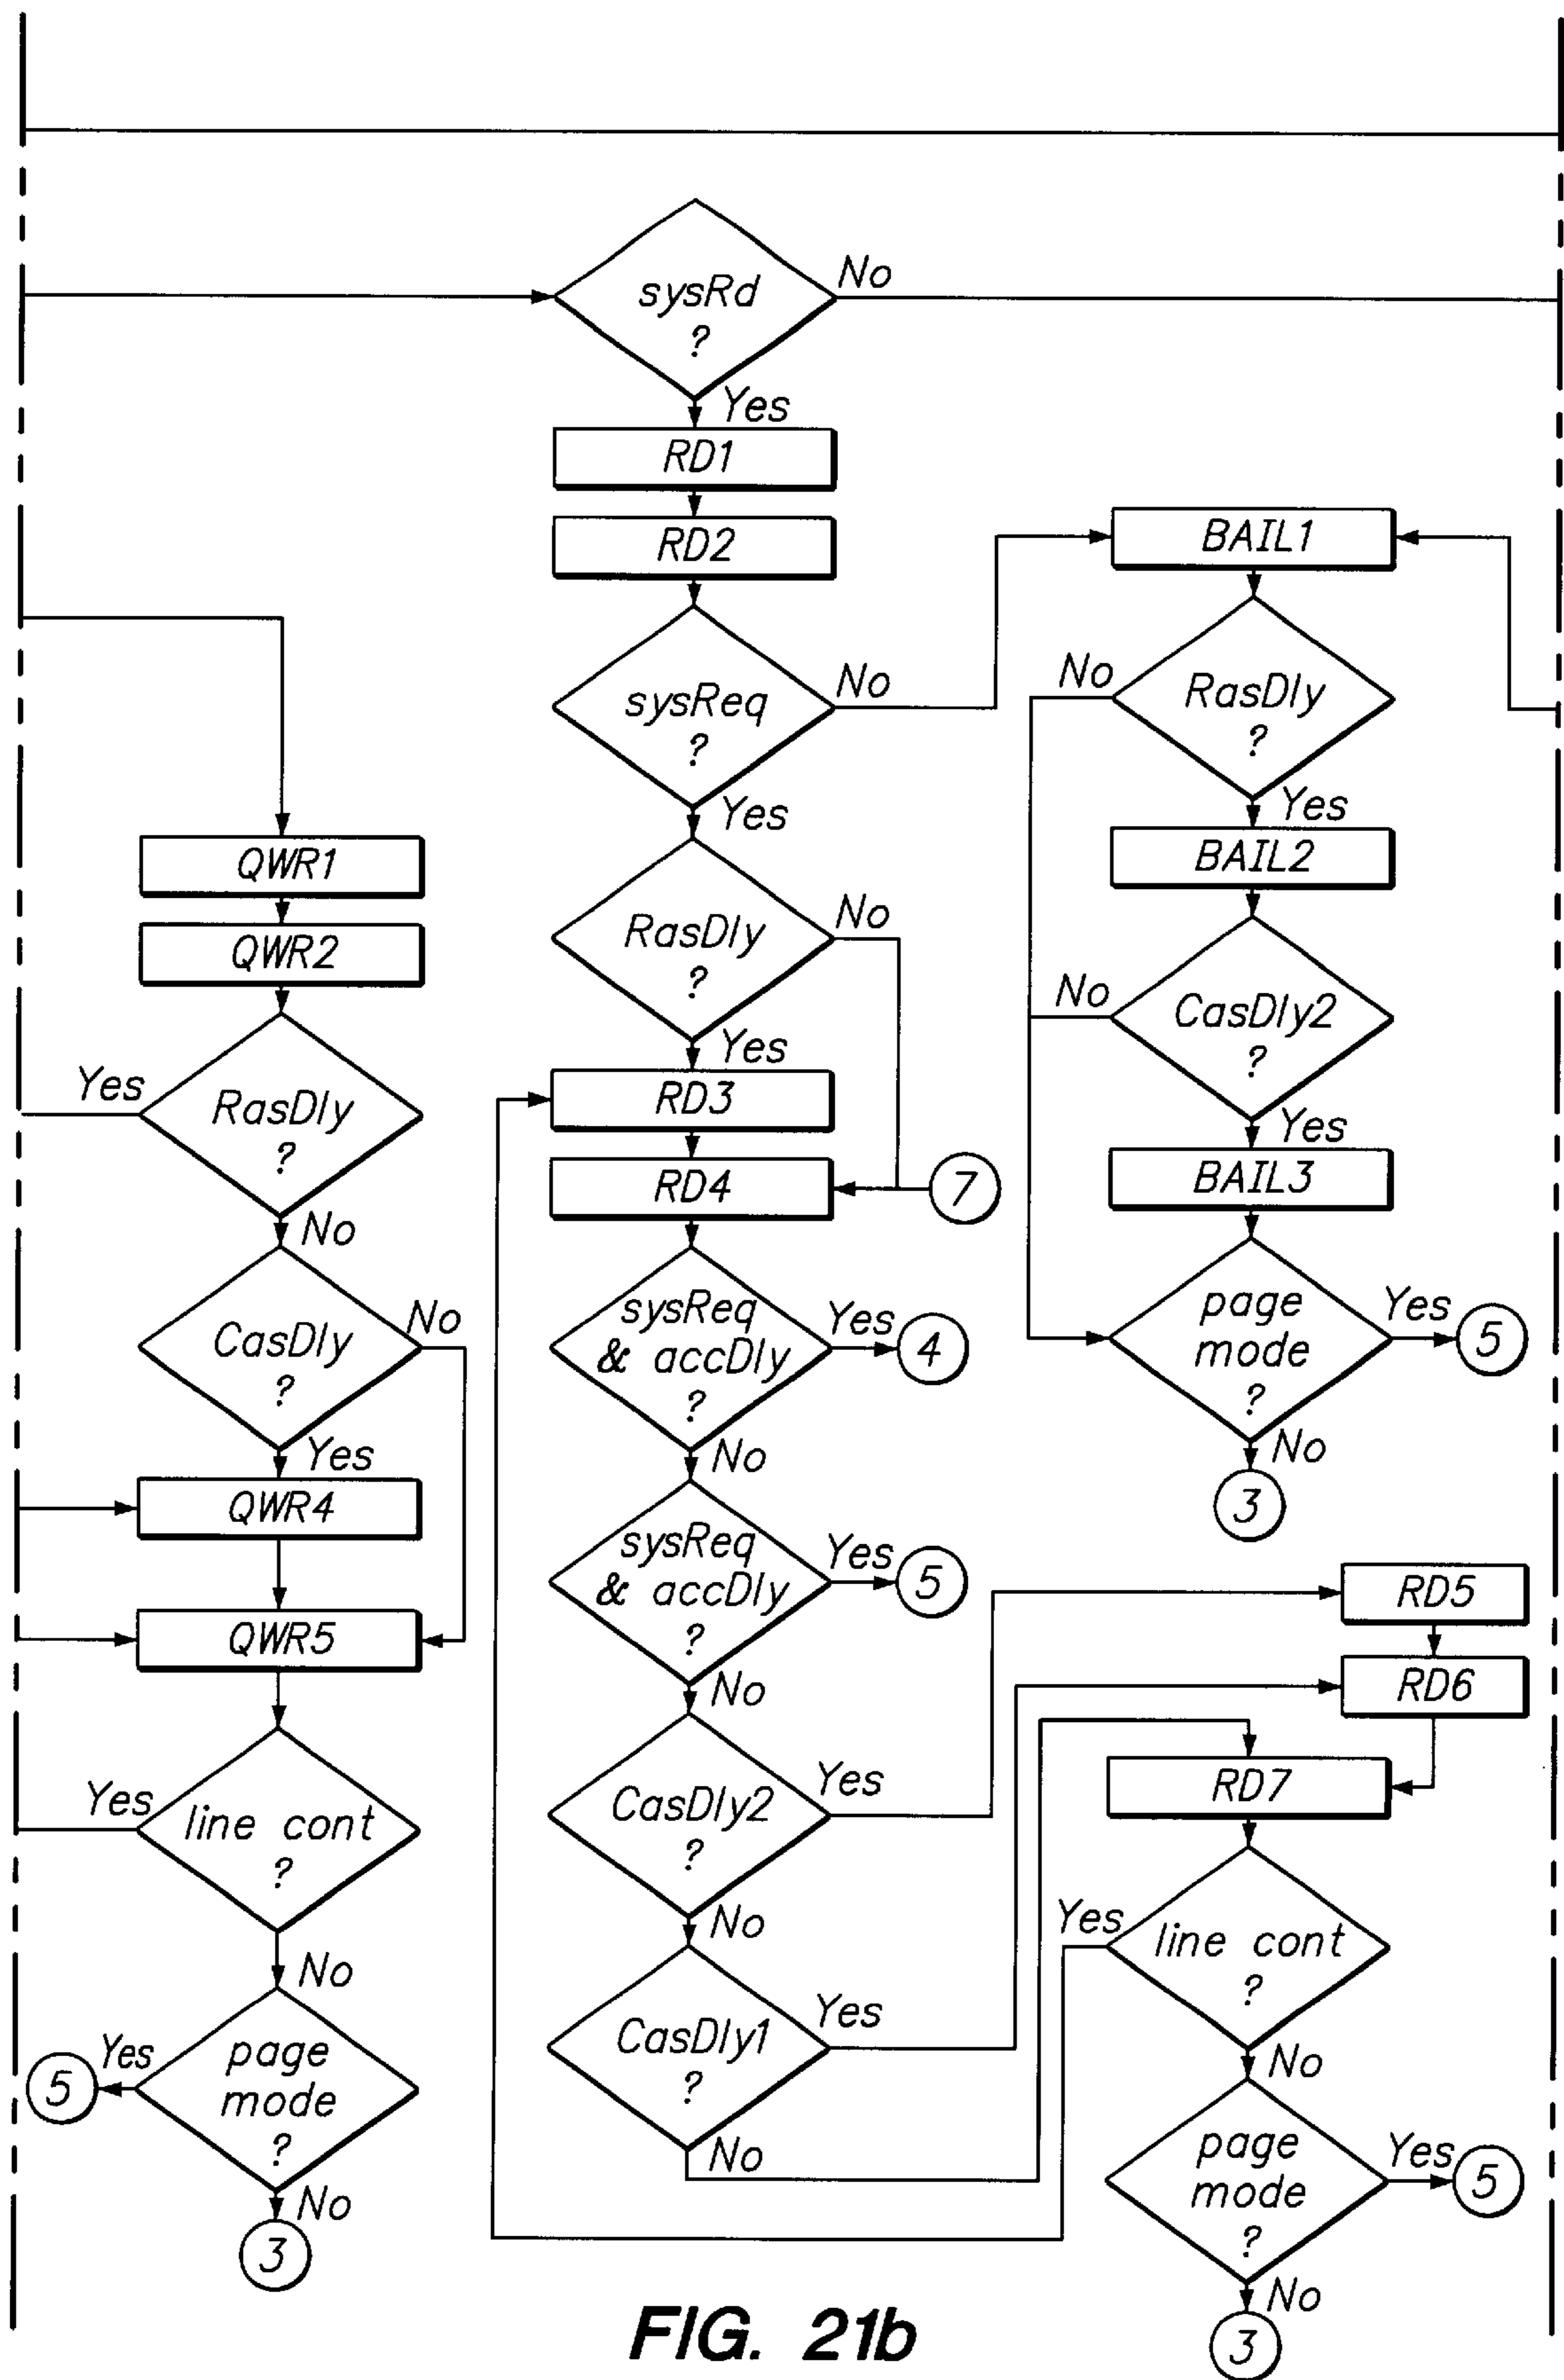 sysRd
?
No
Yes
RD1
RD2
sysReq
?
No
Yes
RasDly
?
No
Yes
RD3
RD4
7
sysReq
& accDly
?
Yes
4
No
sysReq
& accDly
?
Yes
5
No
CasDly2
?
Yes
No
CasDly1
?
Yes
No
BAIL1
RasDly
?
No
Yes
BAIL2
CasDly2
?
No
Yes
BAIL3
page
mode
?
Yes
5
No
3
RD5
RD6
RD7
line cont
?
Yes
No
page
mode
?
Yes
5
No
3
QWR1
QWR2
RasDly
?
Yes
No
CasDly
?
No
Yes
QWR4
QWR5
line cont
?
Yes
No
page
mode
?
Yes
5
No
3
FIG. 21b